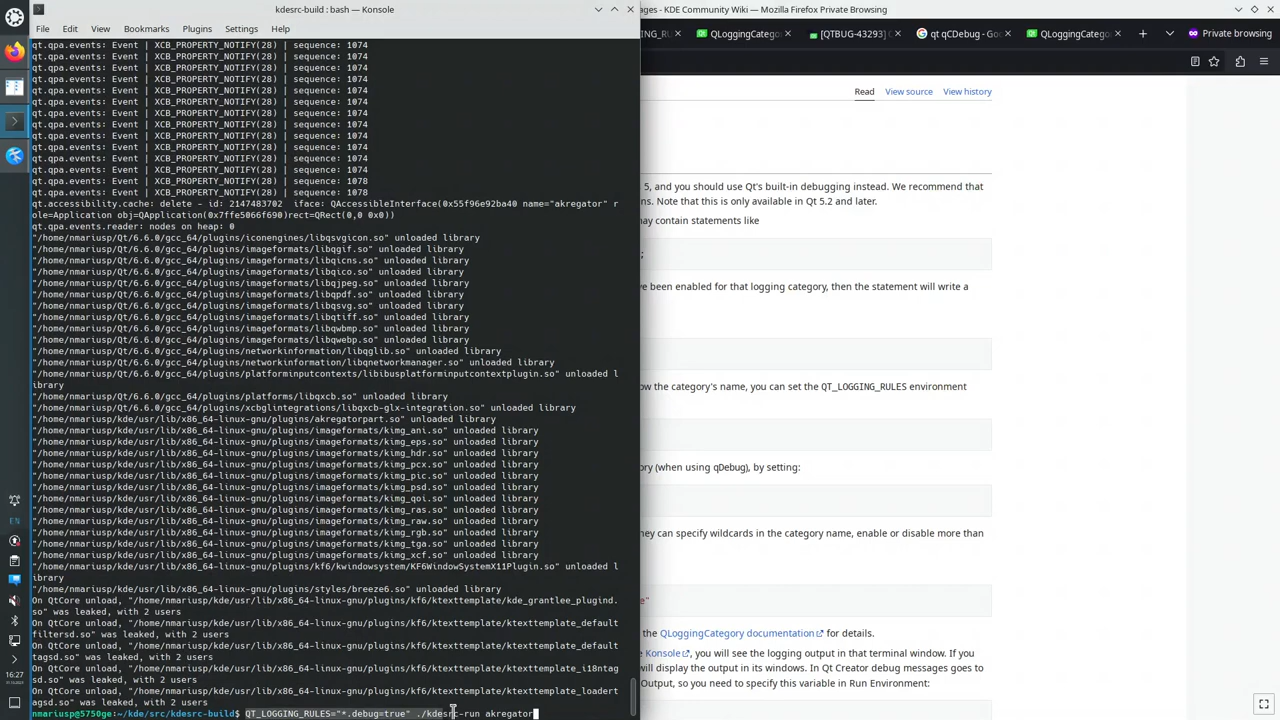 kdesrc-build : bash — Konsole
ages - KDE Community Wiki — Mozilla Firefox Private Browsing
File Edit View Bookmarks Plugins Settings Help
NG_RU
QLoggingCateg
[QTBUG-43293] C
qt qCDebug - Goo
QLoggingCategor
Private browsing
qt.qpa.events: Event | XCB_PROPERTY_NOTIFY(28) | sequence: 1074
qt.qpa.events: Event | XCB_PROPERTY_NOTIFY(28) | sequence: 1074
qt.qpa.events: Event | XCB_PROPERTY_NOTIFY(28) | sequence: 1074
qt.qpa.events: Event | XCB_PROPERTY_NOTIFY(28) | sequence: 1074
qt.qpa.events: Event | XCB_PROPERTY_NOTIFY(28) | sequence: 1074
qt.qpa.events: Event | XCB_PROPERTY_NOTIFY(28) | sequence: 1074
qt.qpa.events: Event | XCB_PROPERTY_NOTIFY(28) | sequence: 1074
qt.qpa.events: Event | XCB_PROPERTY_NOTIFY(28) | sequence: 1074
qt.qpa.events: Event | XCB_PROPERTY_NOTIFY(28) | sequence: 1074
qt.qpa.events: Event | XCB_PROPERTY_NOTIFY(28) | sequence: 1074
qt.qpa.events: Event | XCB_PROPERTY_NOTIFY(28) | sequence: 1074
qt.qpa.events: Event | XCB_PROPERTY_NOTIFY(28) | sequence: 1074
qt.qpa.events: Event | XCB_PROPERTY_NOTIFY(28) | sequence: 1078
qt.qpa.events: Event | XCB_PROPERTY_NOTIFY(28) | sequence: 1078
qt.accessibility.cache: delete - id: 2147483702 iface: QAccessibleInterface(0x55f96e92ba40 name="akregator" r
ole=Application obj=QApplication(0x7ffe5066f690)rect=QRect(0,0 0x0))
qt.qpa.events.reader: nodes on heap: 0
"/home/nmariusp/Qt/6.6.0/gcc_64/plugins/iconengines/libqsvgicon.so" unloaded library
"/home/nmariusp/Qt/6.6.0/gcc_64/plugins/imageformats/libqgif.so" unloaded library
"/home/nmariusp/Qt/6.6.0/gcc_64/plugins/imageformats/libqicns.so" unloaded library
"/home/nmariusp/Qt/6.6.0/gcc_64/plugins/imageformats/libqico.so" unloaded library
"/home/nmariusp/Qt/6.6.0/gcc_64/plugins/imageformats/libqjpeg.so" unloaded library
"/home/nmariusp/Qt/6.6.0/gcc_64/plugins/imageformats/libqpdf.so" unloaded library
"/home/nmariusp/Qt/6.6.0/gcc_64/plugins/imageformats/libqsvg.so" unloaded library
"/home/nmariusp/Qt/6.6.0/gcc_64/plugins/imageformats/libqtiff.so" unloaded library
"/home/nmariusp/Qt/6.6.0/gcc_64/plugins/imageformats/libqwbmp.so" unloaded library
"/home/nmariusp/Qt/6.6.0/gcc_64/plugins/imageformats/libqwebp.so" unloaded library
"/home/nmariusp/Qt/6.6.0/gcc_64/plugins/networkinformation/libqglib.so" unloaded library
"/home/nmariusp/Qt/6.6.0/gcc_64/plugins/networkinformation/libqnetworkmanager.so" unloaded library
"/home/nmariusp/Qt/6.6.0/gcc_64/plugins/platforminputcontexts/libibusplatforminputcontextplugin.so" unloaded l
ibrary
"/home/nmariusp/Qt/6.6.0/gcc_64/plugins/platforms/libqxcb.so" unloaded library
"/home/nmariusp/Qt/6.6.0/gcc_64/plugins/xcbglintegrations/libqxcb-glx-integration.so" unloaded library
"/home/nmariusp/kde/usr/lib/x86_64-linux-gnu/plugins/akregatorpart.so" unloaded library
"/home/nmariusp/kde/usr/lib/x86_64-linux-gnu/plugins/imageformats/kimg_ani.so" unloaded library
"/home/nmariusp/kde/usr/lib/x86_64-linux-gnu/plugins/imageformats/kimg_eps.so" unloaded library
"/home/nmariusp/kde/usr/lib/x86_64-linux-gnu/plugins/imageformats/kimg_hdr.so" unloaded library
"/home/nmariusp/kde/usr/lib/x86_64-linux-gnu/plugins/imageformats/kimg_pcx.so" unloaded library
"/home/nmariusp/kde/usr/lib/x86_64-linux-gnu/plugins/imageformats/kimg_pic.so" unloaded library
"/home/nmariusp/kde/usr/lib/x86_64-linux-gnu/plugins/imageformats/kimg_psd.so" unloaded library
"/home/nmariusp/kde/usr/lib/x86_64-linux-gnu/plugins/imageformats/kimg_qoi.so" unloaded library
"/home/nmariusp/kde/usr/lib/x86_64-linux-gnu/plugins/imageformats/kimg_ras.so" unloaded library
"/home/nmariusp/kde/usr/lib/x86_64-linux-gnu/plugins/imageformats/kimg_raw.so" unloaded library
"/home/nmariusp/kde/usr/lib/x86_64-linux-gnu/plugins/imageformats/kimg_rgb.so" unloaded library
"/home/nmariusp/kde/usr/lib/x86_64-linux-gnu/plugins/imageformats/kimg_tga.so" unloaded library
"/home/nmariusp/kde/usr/lib/x86_64-linux-gnu/plugins/imageformats/kimg_xcf.so" unloaded library
"/home/nmariusp/kde/usr/lib/x86_64-linux-gnu/plugins/kf6/kwindowsystem/KF6WindowSystemX11Plugin.so" unloaded l
ibrary
"/home/nmariusp/kde/usr/lib/x86_64-linux-gnu/plugins/styles/breeze6.so" unloaded library
On QtCore unload, "/home/nmariusp/kde/usr/lib/x86_64-linux-gnu/plugins/kf6/ktexttemplate/kde_grantlee_plugind.
so" was leaked, with 2 users
On QtCore unload, "/home/nmariusp/kde/usr/lib/x86_64-linux-gnu/plugins/kf6/ktexttemplate/ktexttemplate_default
filtersd.so" was leaked, with 2 users
On QtCore unload, "/home/nmariusp/kde/usr/lib/x86_64-linux-gnu/plugins/kf6/ktexttemplate/ktexttemplate_default
tagsd.so" was leaked, with 2 users
On QtCore unload, "/home/nmariusp/kde/usr/lib/x86_64-linux-gnu/plugins/kf6/ktexttemplate/ktexttemplate_i18ntag
sd.so" was leaked, with 2 users
On QtCore unload, "/home/nmariusp/kde/usr/lib/x86_64-linux-gnu/plugins/kf6/ktexttemplate/ktexttemplate_loadert
agsd.so" was leaked, with 2 users
nmariusp@5750ge:~/kde/src/kdesrc-build$ QT_LOGGING_RULES="*.debug=true" ./kdesrc-run akregator
Read View source View history
5, and you should use Qt's built-in debugging instead. We recommend that
ns. Note that this is only available in Qt 5.2 and later.
may contain statements like
;
ve been enabled for that logging category, then the statement will write a
ow the category's name, you can set the QT_LOGGING_RULES environment
ory (when using qDebug), by setting:
hey can specify wildcards in the category name, enable or disable more than
e"
the QLoggingCategory documentation for details.
e Konsole, you will see the logging output in that terminal window. If you
will display the output in its windows. In Qt Creator debug messages goes to
Output, so you need to specify this variable in Run Environment:
EN
16:27